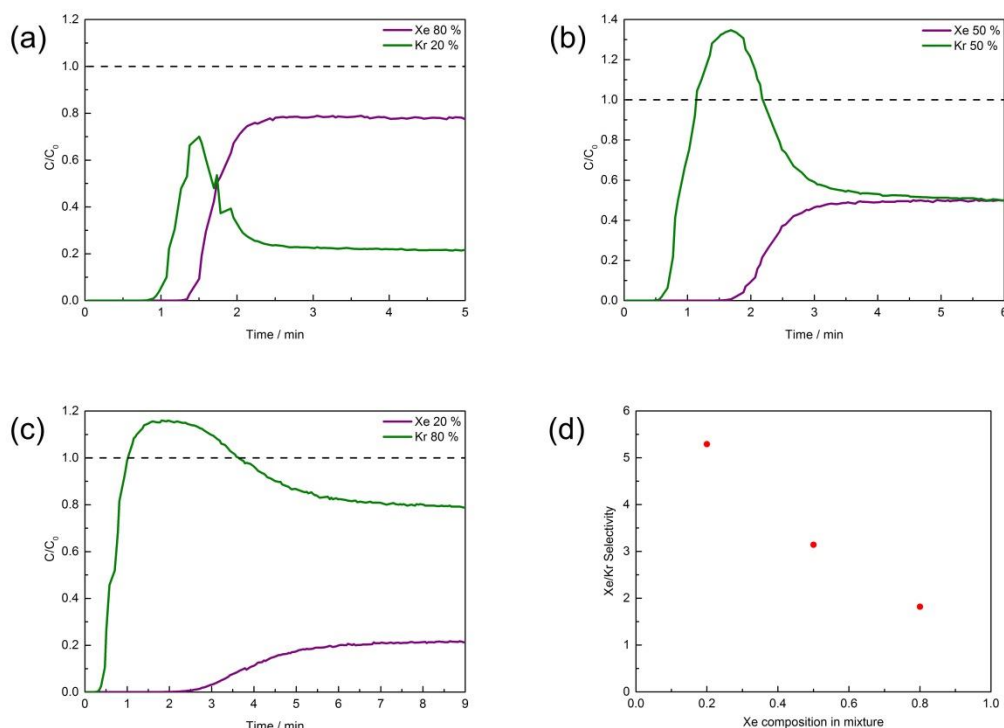 (a)
Xe 80 %
Kr 20 %
1.2
1.0
0.8
0.6
0.4
0.2
0.0
C/C0
0 1 2 3 4 5
Time / min
(b)
Xe 50 %
Kr 50 %
1.4
1.2
1.0
0.8
0.6
0.4
0.2
0.0
C/C0
0 1 2 3 4 5 6
Time / min
(c)
Xe 20 %
Kr 80 %
1.2
1.0
0.8
0.6
0.4
0.2
0.0
C/C0
0 1 2 3 4 5 6 7 8 9
Time / min
(d)
6
5
4
3
2
1
0
Xe/Kr Selectivity
0.0 0.2 0.4 0.6 0.8 1.0
Xe composition in mixture